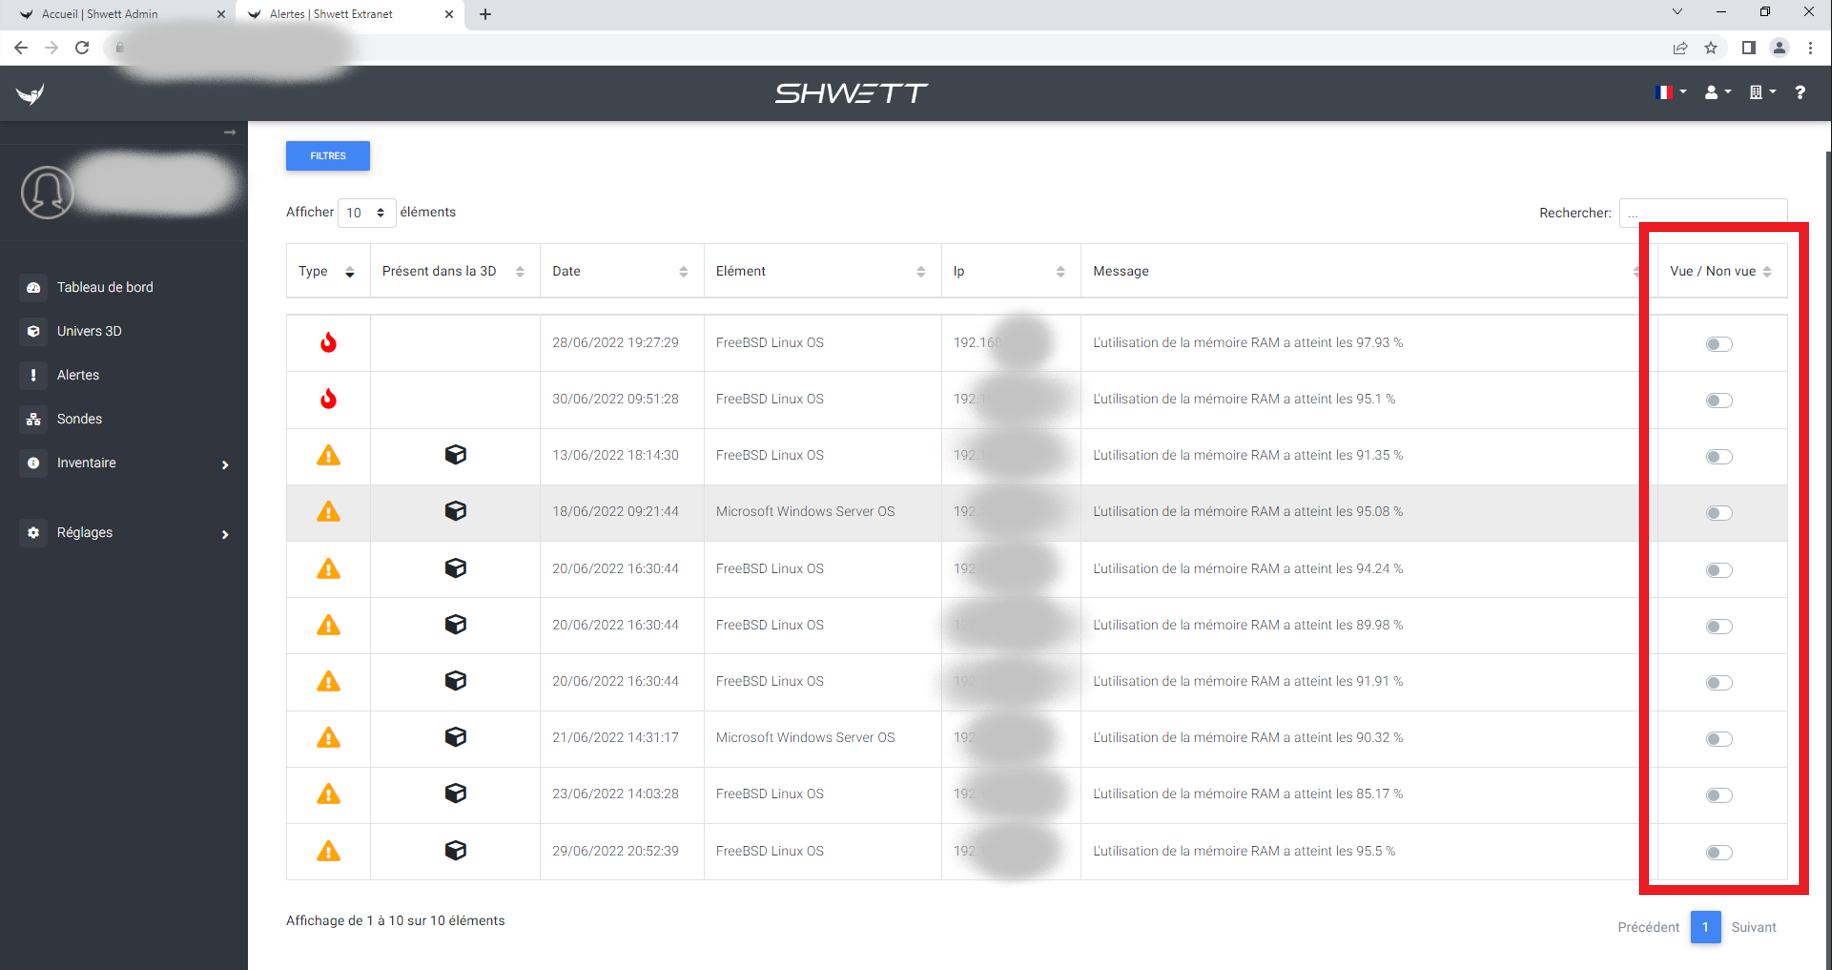 Accueil | Shwett Admin
Alertes | Shwett Extranet
SHWETT
?
FILTRES
Afficher 10 éléments
Rechercher: ...
Tableau de bord
Univers 3D
Alertes
Sondes
Inventaire
Réglages
Type Présent dans la 3D Date Elément Ip Message Vue / Non vue
28/06/2022 19:27:29 FreeBSD Linux OS 192.168 L'utilisation de la mémoire RAM a atteint les 97.93 %
30/06/2022 09:51:28 FreeBSD Linux OS 192. L'utilisation de la mémoire RAM a atteint les 95.1 %
13/06/2022 18:14:30 FreeBSD Linux OS 192. L'utilisation de la mémoire RAM a atteint les 91.35 %
18/06/2022 09:21:44 Microsoft Windows Server OS 192. L'utilisation de la mémoire RAM a atteint les 95.08 %
20/06/2022 16:30:44 FreeBSD Linux OS 192. L'utilisation de la mémoire RAM a atteint les 94.24 %
20/06/2022 16:30:44 FreeBSD Linux OS L'utilisation de la mémoire RAM a atteint les 89.98 %
20/06/2022 16:30:44 FreeBSD Linux OS 192 L'utilisation de la mémoire RAM a atteint les 91.91 %
21/06/2022 14:31:17 Microsoft Windows Server OS 192 L'utilisation de la mémoire RAM a atteint les 90.32 %
23/06/2022 14:03:28 FreeBSD Linux OS 192. L'utilisation de la mémoire RAM a atteint les 85.17 %
29/06/2022 20:52:39 FreeBSD Linux OS 192. L'utilisation de la mémoire RAM a atteint les 95.5 %
Affichage de 1 à 10 sur 10 éléments
Précédent 1 Suivant